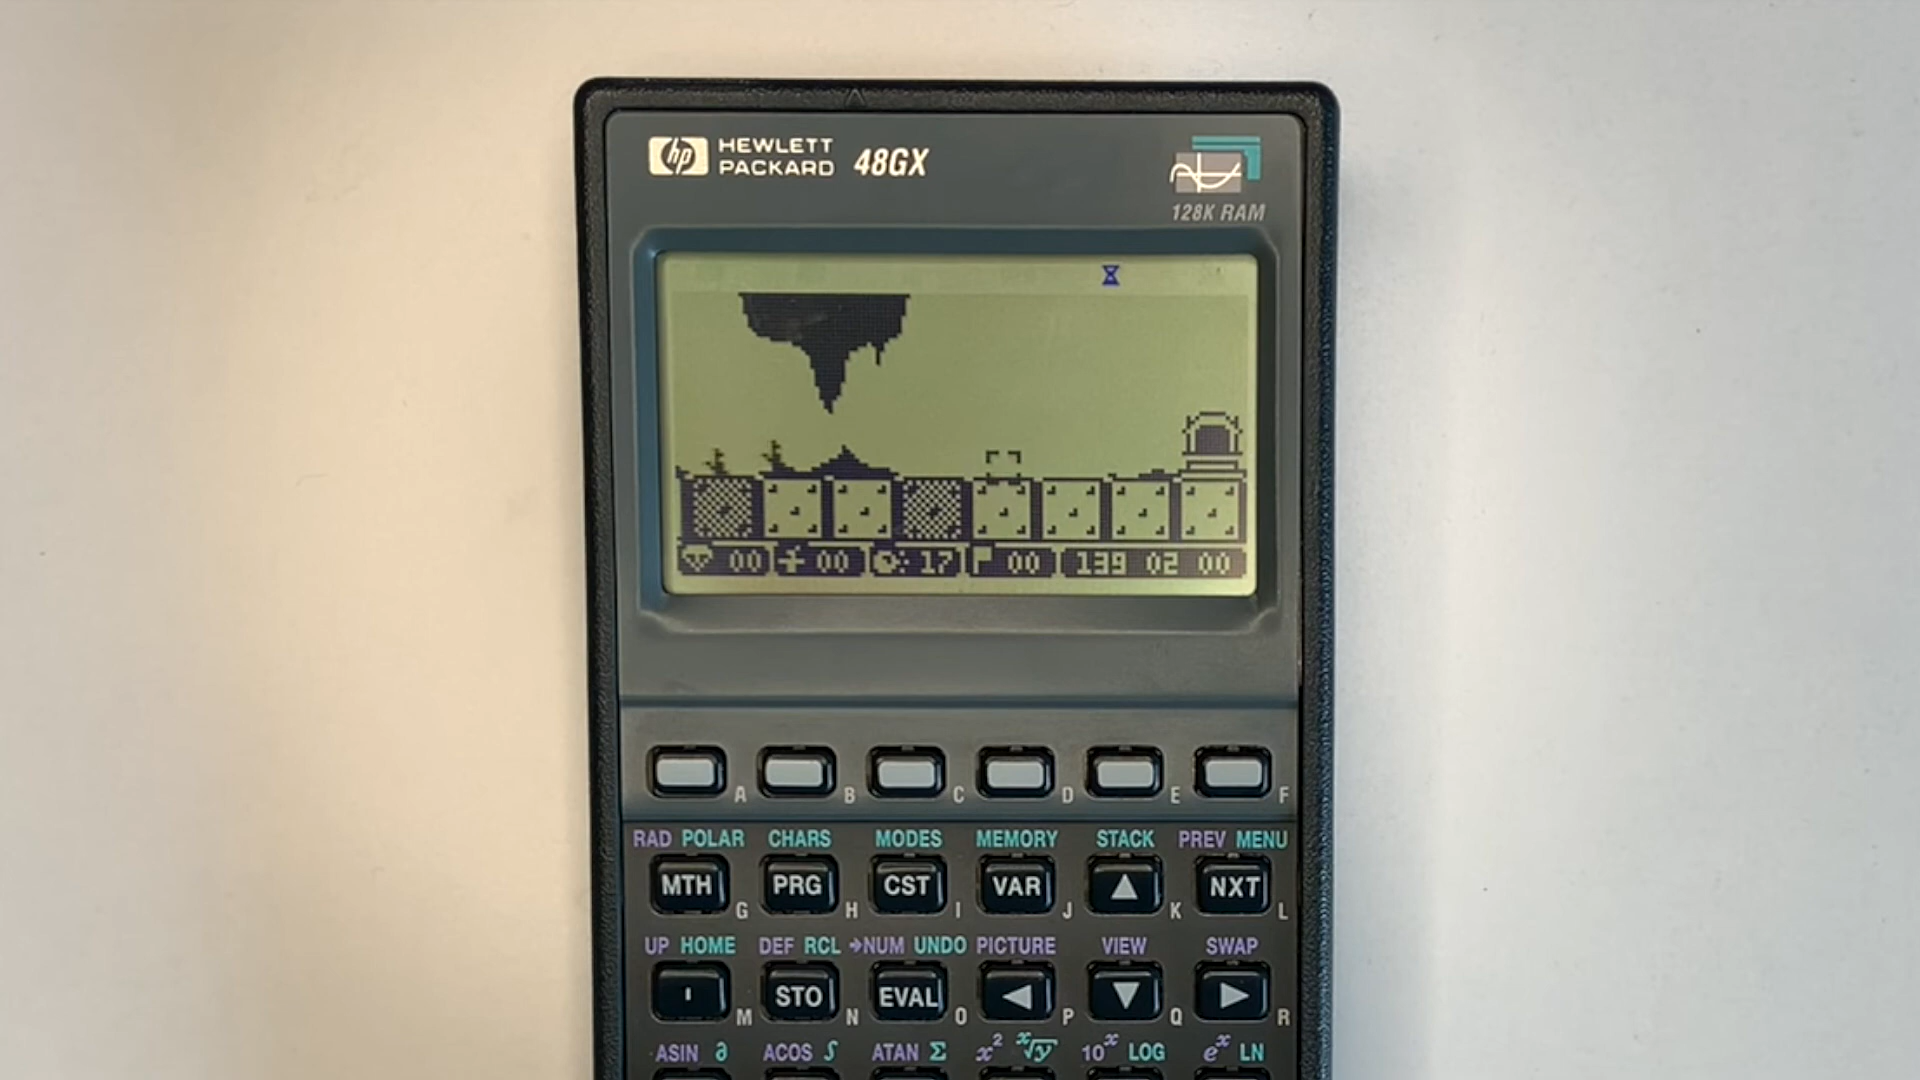 hp HEWLETT PACKARD 48GX
128K RAM
00 00 17 00 139 02 00
A B C D E F
RAD POLAR CHARS MODES MEMORY STACK PREV MENU
MTH PRG CST VAR ▲ NXT
G H I J K L
UP HOME DEF RCL →NUM UNDO PICTURE VIEW SWAP
' STO EVAL ◀ ▼ ▶
M N O P Q R
ASIN ∂ ACOS ∫ ATAN Σ x² ˣ√y 10ˣ LOG eˣ LN